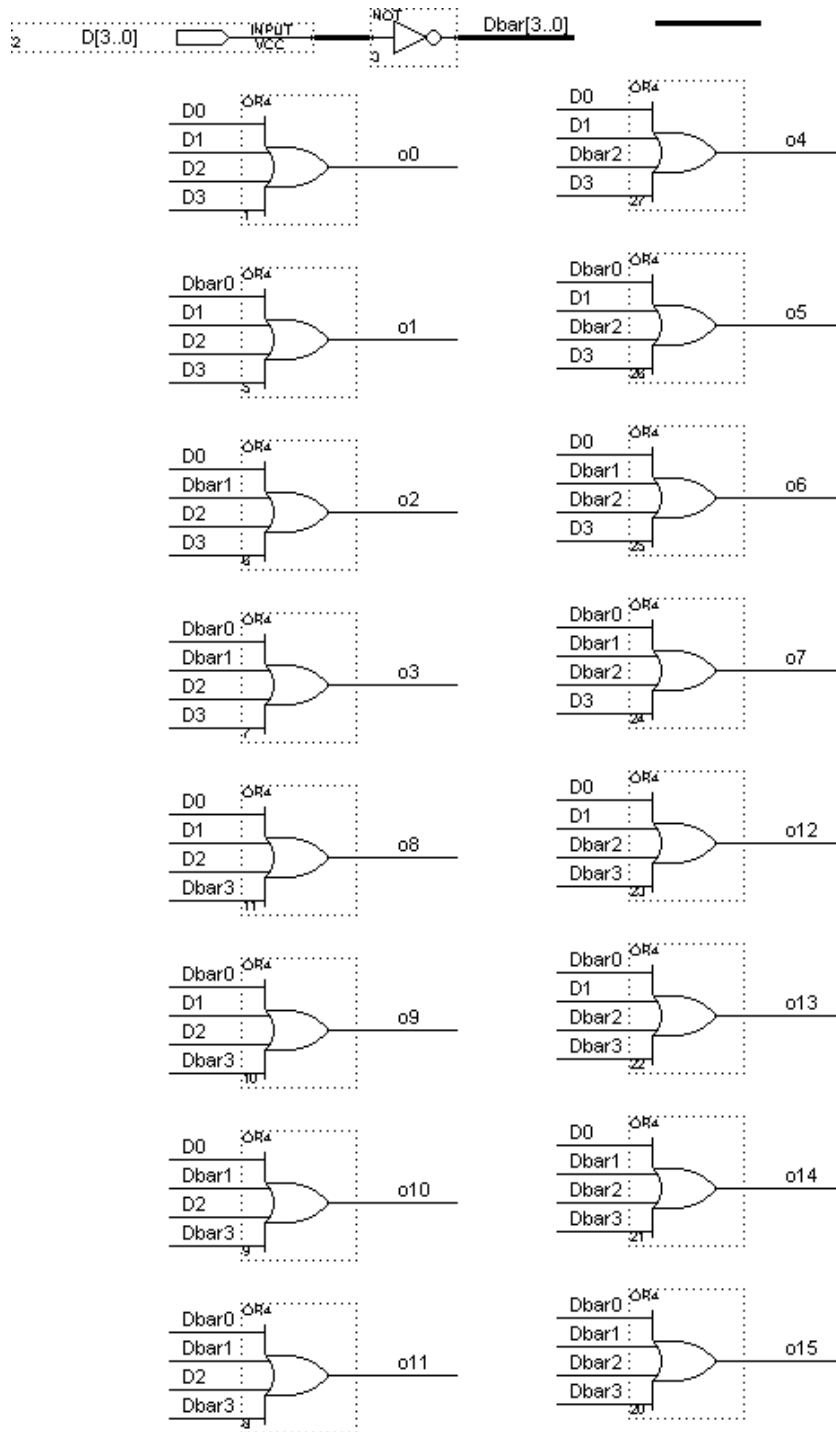 2 D[3..0] INPUT VCC NOT 3 Dbar[3..0]
OR4
D0
D1
D2
D3
o0
1
OR4
D0
D1
Dbar2
D3
o4
27
OR4
Dbar0
D1
D2
D3
o1
5
OR4
Dbar0
D1
Dbar2
D3
o5
26
OR4
D0
Dbar1
D2
D3
o2
6
OR4
D0
Dbar1
Dbar2
D3
o6
25
OR4
Dbar0
Dbar1
D2
D3
o3
7
OR4
Dbar0
Dbar1
Dbar2
D3
o7
24
OR4
D0
D1
D2
Dbar3
o8
11
OR4
D0
D1
Dbar2
Dbar3
o12
23
OR4
Dbar0
D1
D2
Dbar3
o9
10
OR4
Dbar0
D1
Dbar2
Dbar3
o13
22
OR4
D0
Dbar1
D2
Dbar3
o10
9
OR4
D0
Dbar1
Dbar2
Dbar3
o14
21
OR4
Dbar0
Dbar1
D2
Dbar3
o11
8
OR4
Dbar0
Dbar1
Dbar2
Dbar3
o15
20